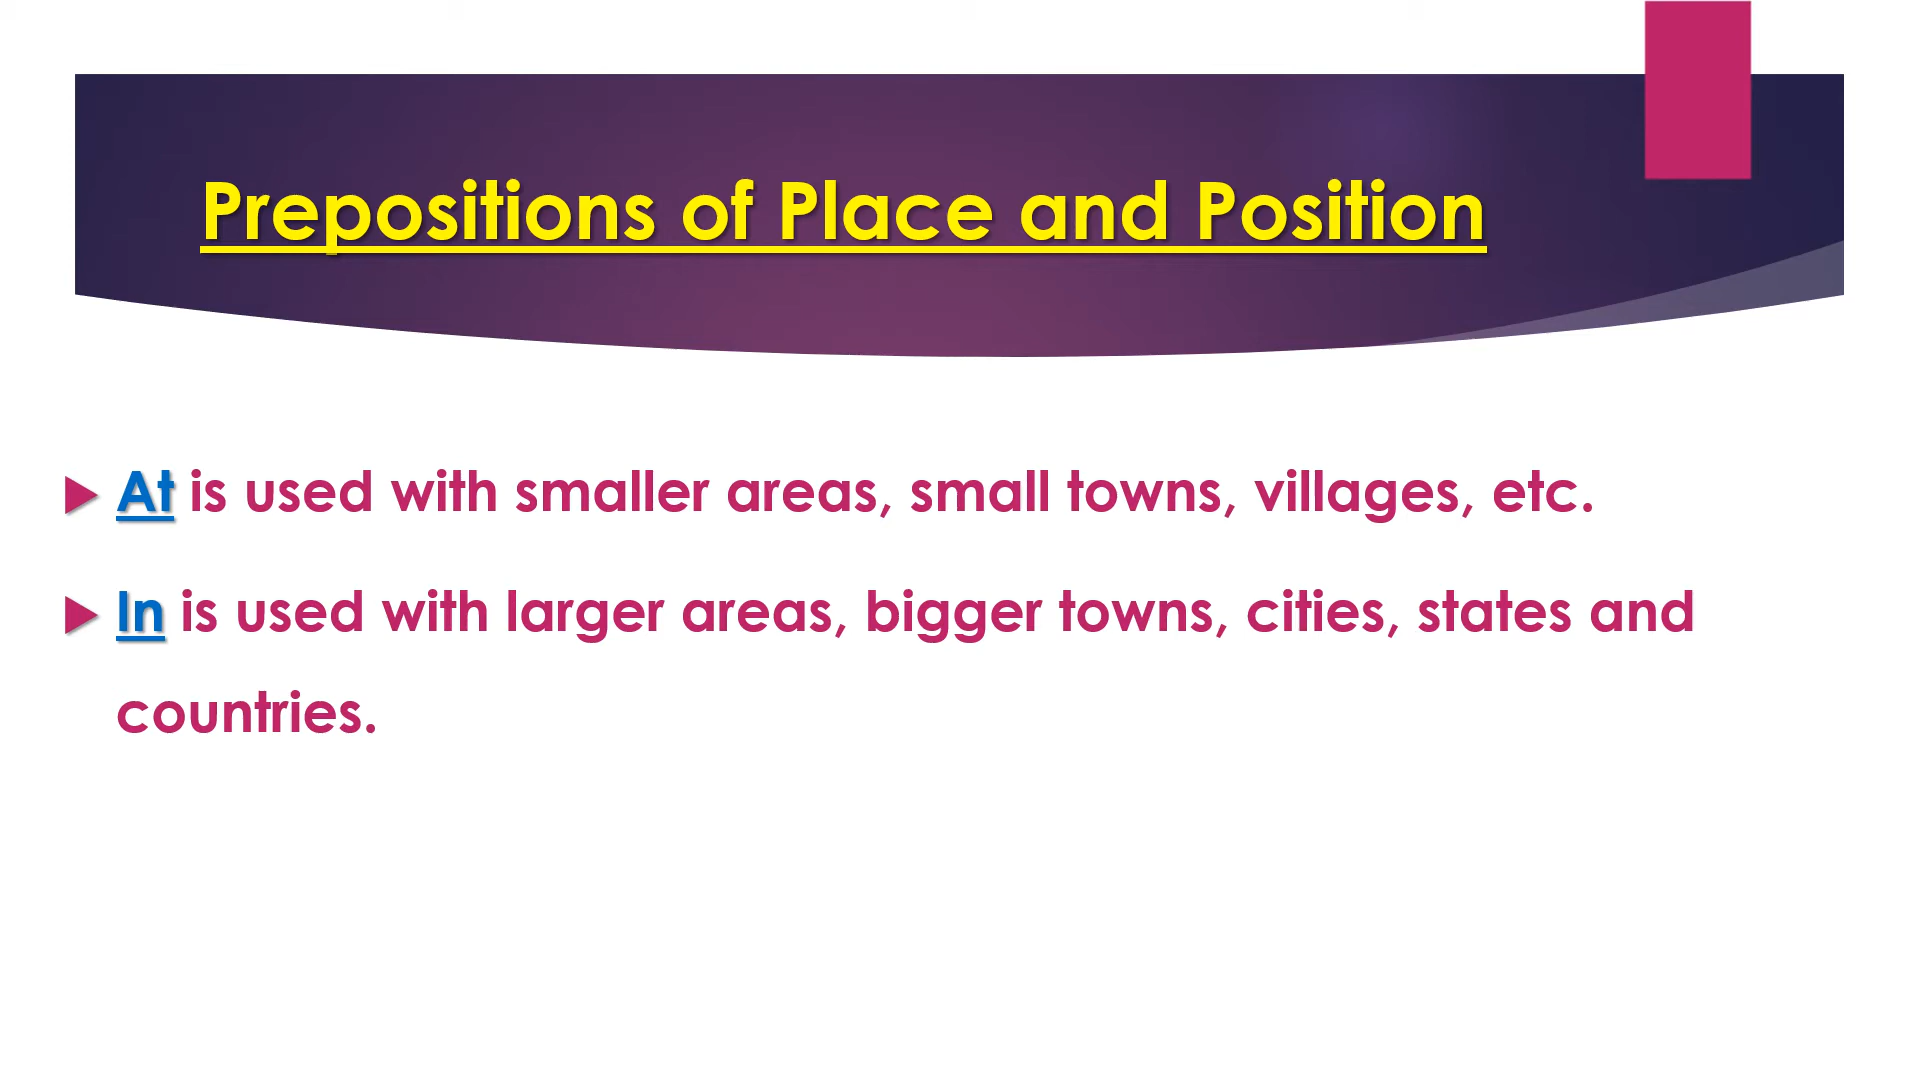 Prepositions of Place and Position
At is used with smaller areas, small towns, villages, etc.
In is used with larger areas, bigger towns, cities, states and
countries.